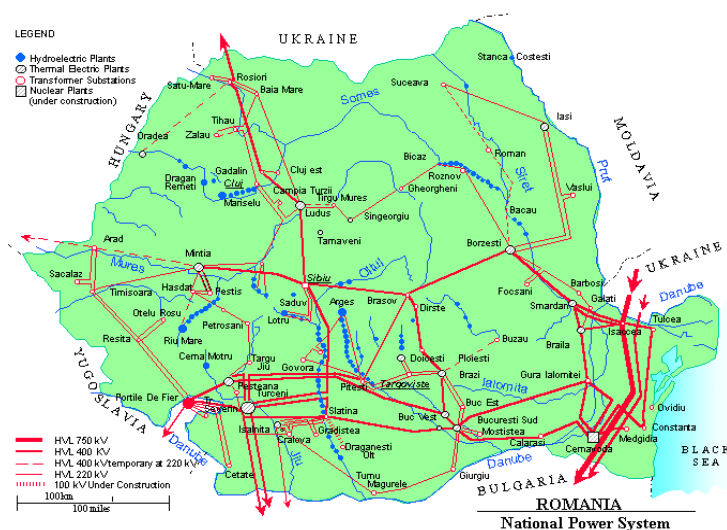 LEGEND
Hydroelectric Plants
Thermal Electric Plants
Transformer Substations
Nuclear Plants
(under construction)
UKRAINE
Stanca
Costesti
Rosiori
Satu-Mare
Baia Mare
Suceava
HUNGARY
Somes
Tihau
Iasi
Oradea
Zalau
Roman
MOLDAVIA
Gadalin
Cluj est
Bicaz
Siret
Prut
Dragan
Remeti
Cluj
Roznov
Mariselu
Campia Turzii
Gheorgheni
Vaslui
Tirgu Mures
Ludus
Bacau
Singeorgiu
Arad
Tarnaveni
Borzesti
Mintia
UKRAINE
Mures
Sibiu
Oltul
Sacalaz
Hasdat
Pestis
Barbosi
Timisoara
Focsani
Danube
Saduv
Arges
Brasov
Smardan
Galati
Otelu Rosu
Lotru
Dirste
Tulcea
Petrosani
Isaccea
Resita
Riu Mare
Buzau
Braila
YUGOSLAVIA
Cerna Motru
Targu
Jiu
Govora
Doicesti
Ploiesti
Gura Ialomitei
Pesteana
Pitesti
Targoviste
Brazi
Ialomita
Portile De Fier
Turceni
Severin
Slatina
Buc Est
Ovidiu
Isalnita
Gradistea
Buc Vest
Bucuresti Sud
Constanta
Craiova
Mostistea
Medgidia
HVL 750 kV
Danube
Draganesti
Olt
Calarasi
Cernavoda
HVL 400 KV
Jiu
BLACK
SEA
HVL 400 kV/temporary at 220 kV
Cetate
Turnu
Magurele
Giurgiu
Danube
HVL 220 kV
BULGARIA
100 kV Under Construction
100km
100 miles
ROMANIA
National Power System